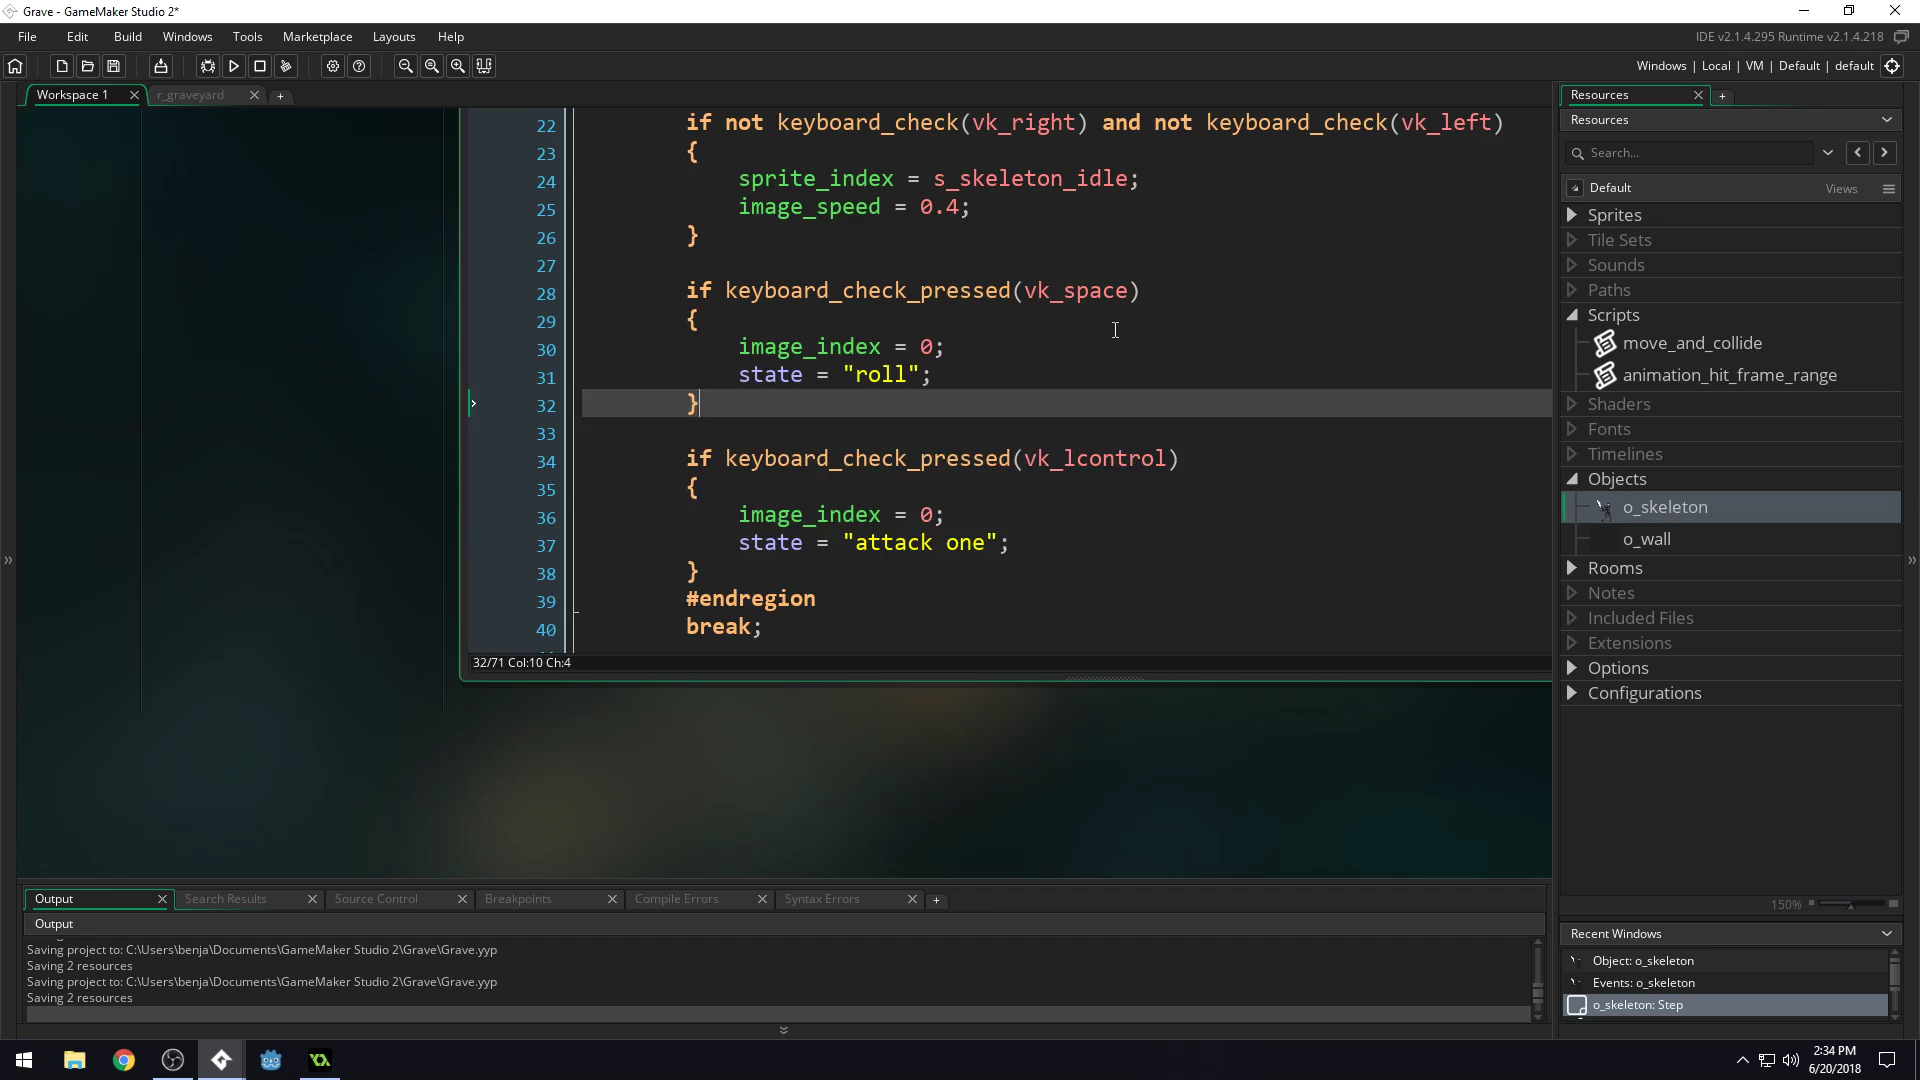 Grave - GameMaker Studio 2*
File Edit Build Windows Tools Marketplace Layouts Help
IDE v2.1.4.295 Runtime v2.1.4.218
Windows | Local | VM | Default | default
Workspace 1
r_graveyard
22 if not keyboard_check(vk_right) and not keyboard_check(vk_left)
23 {
24 sprite_index = s_skeleton_idle;
25 image_speed = 0.4;
26 }
27
28 if keyboard_check_pressed(vk_space)
29 {
30 image_index = 0;
31 state = "roll";
32 }
33
34 if keyboard_check_pressed(vk_lcontrol)
35 {
36 image_index = 0;
37 state = "attack one";
38 }
39 #endregion
40 break;
32/71 Col:10 Ch:4
Resources
Resources
Search...
Default Views
Sprites
Tile Sets
Sounds
Paths
Scripts
move_and_collide
animation_hit_frame_range
Shaders
Fonts
Timelines
Objects
o_skeleton
o_wall
Rooms
Notes
Included Files
Extensions
Options
Configurations
150%
Recent Windows
Object: o_skeleton
Events: o_skeleton
o_skeleton: Step
Output Search Results Source Control Breakpoints Compile Errors Syntax Errors
Output
Saving project to: C:\Users\benja\Documents\GameMaker Studio 2\Grave\Grave.yyp
Saving 2 resources
Saving project to: C:\Users\benja\Documents\GameMaker Studio 2\Grave\Grave.yyp
Saving 2 resources
2:34 PM
6/20/2018